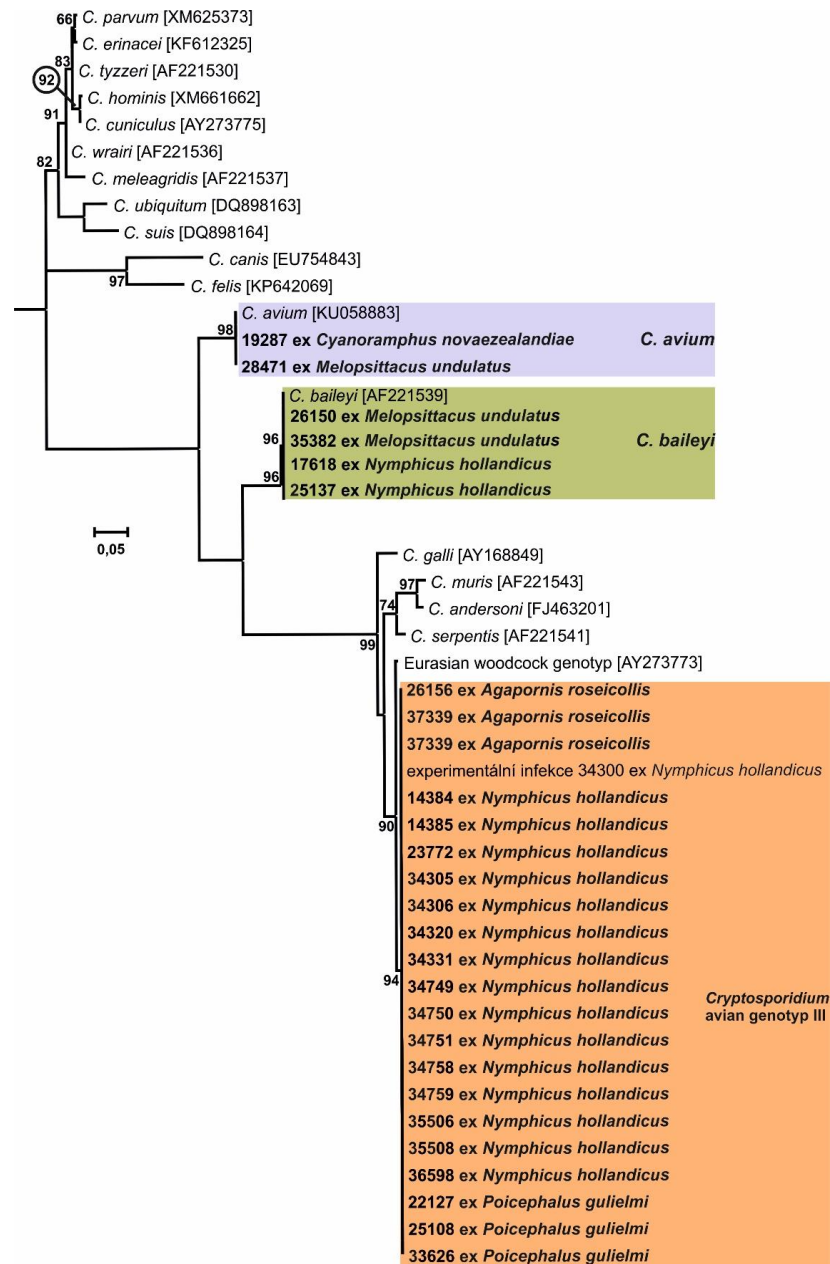 66
C. parvum [XM625373]
C. erinacei [KF612325]
83
C. tyzzeri [AF221530]
92
C. hominis [XM661662]
91
C. cuniculus [AY273775]
C. wrairi [AF221536]
82
C. meleagridis [AF221537]
C. ubiquitum [DQ898163]
C. suis [DQ898164]
C. canis [EU754843]
97
C. felis [KP642069]
C. avium [KU058883]
98
19287 ex Cyanoramphus novaezealandiae
C. avium
28471 ex Melopsittacus undulatus
C. baileyi [AF221539]
26150 ex Melopsittacus undulatus
96
35382 ex Melopsittacus undulatus
C. baileyi
17618 ex Nymphicus hollandicus
96
25137 ex Nymphicus hollandicus
0,05
C. galli [AY168849]
97
C. muris [AF221543]
74
C. andersoni [FJ463201]
C. serpentis [AF221541]
99
Eurasian woodcock genotyp [AY273773]
26156 ex Agapornis roseicollis
37339 ex Agapornis roseicollis
37339 ex Agapornis roseicollis
experimentální infekce 34300 ex Nymphicus hollandicus
14384 ex Nymphicus hollandicus
90
14385 ex Nymphicus hollandicus
23772 ex Nymphicus hollandicus
34305 ex Nymphicus hollandicus
34306 ex Nymphicus hollandicus
34320 ex Nymphicus hollandicus
34331 ex Nymphicus hollandicus
94
34749 ex Nymphicus hollandicus
Cryptosporidium
avian genotyp III
34750 ex Nymphicus hollandicus
34751 ex Nymphicus hollandicus
34758 ex Nymphicus hollandicus
34759 ex Nymphicus hollandicus
35506 ex Nymphicus hollandicus
35508 ex Nymphicus hollandicus
36598 ex Nymphicus hollandicus
22127 ex Poicephalus gulielmi
25108 ex Poicephalus gulielmi
33626 ex Poicephalus gulielmi